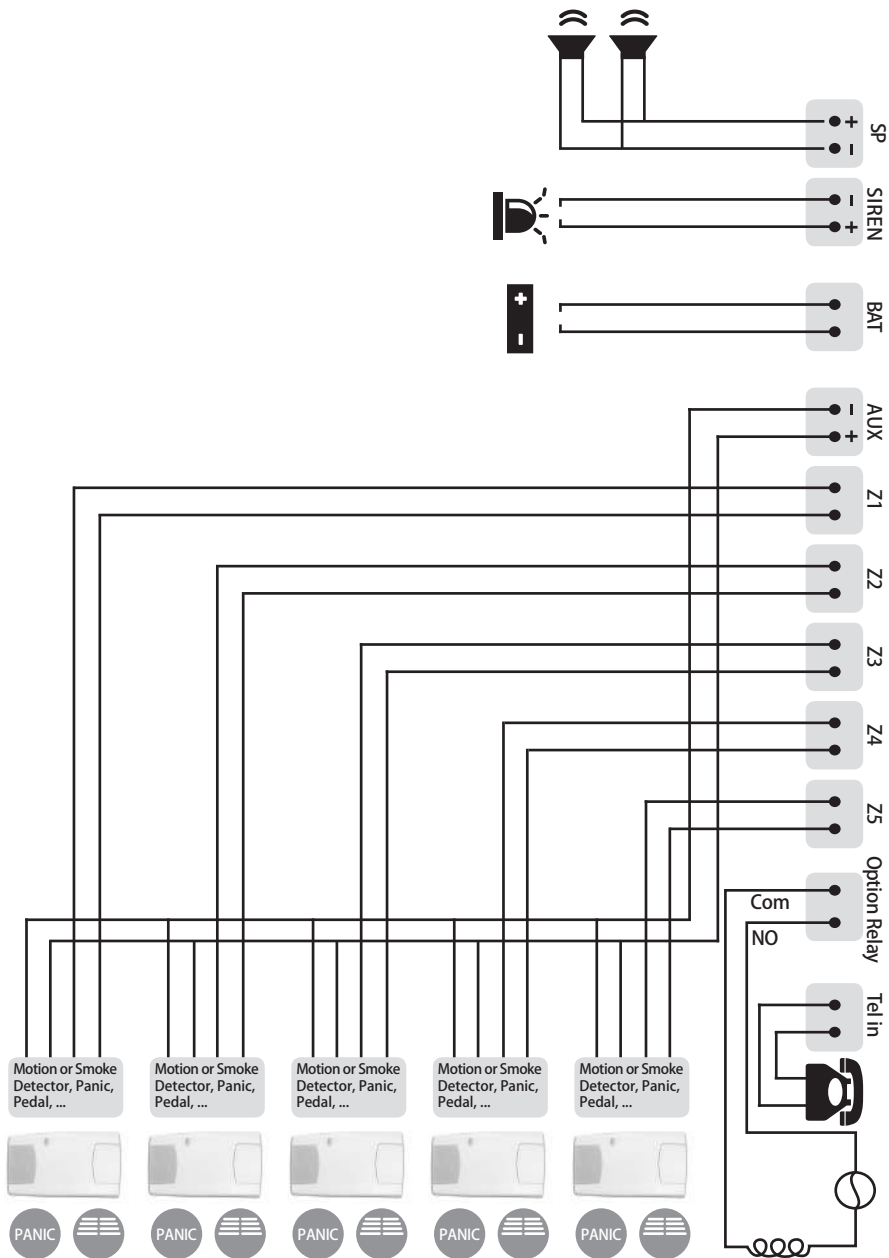 SP
+
−
SIREN
−
+
BAT
+
−
AUX
−
+
Z1
Z2
Z3
Z4
Z5
Option Relay
Com
NO
Tel in
Motion or Smoke
Detector, Panic,
Pedal, ...
Motion or Smoke
Detector, Panic,
Pedal, ...
Motion or Smoke
Detector, Panic,
Pedal, ...
Motion or Smoke
Detector, Panic,
Pedal, ...
Motion or Smoke
Detector, Panic,
Pedal, ...
PANIC
PANIC
PANIC
PANIC
PANIC